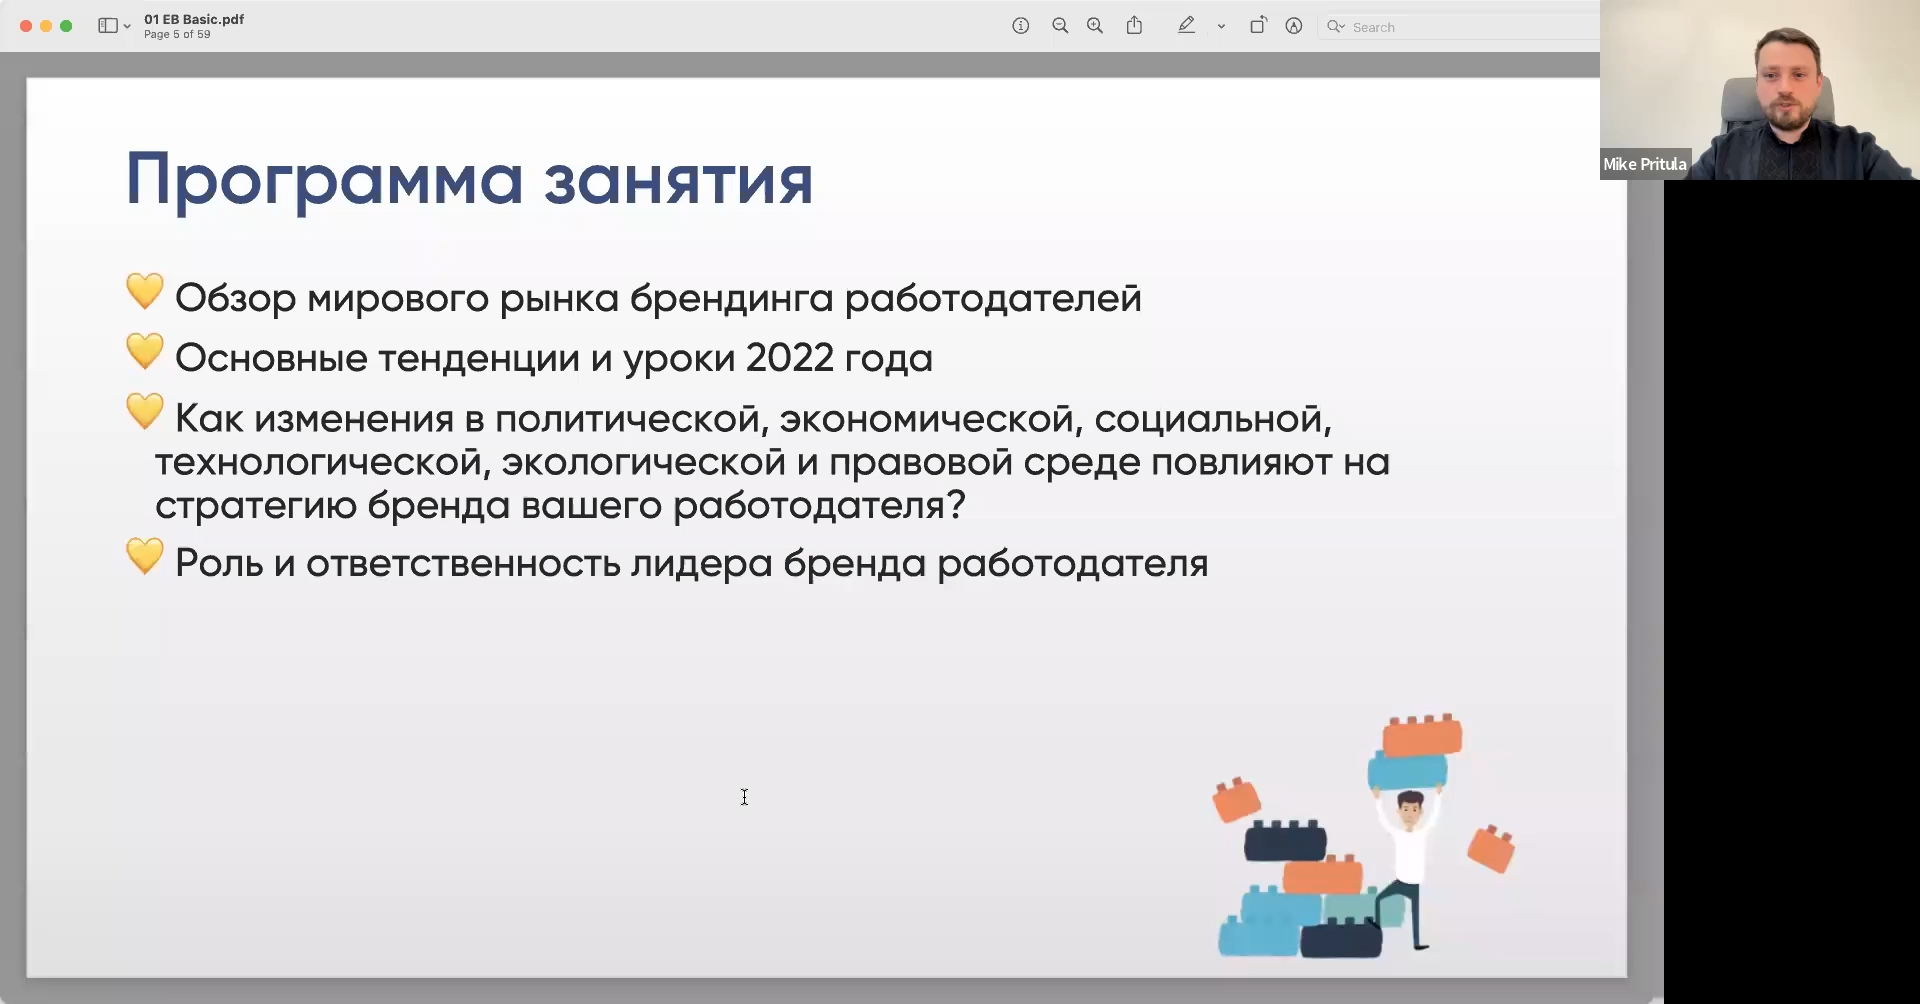 01 EB Basic.pdf
Page 5 of 59
Search
Mike Pritula
Программа занятия
💛 Обзор мирового рынка брендинга работодателей
💛 Основные тенденции и уроки 2022 года
💛 Как изменения в политической, экономической, социальной,
технологической, экологической и правовой среде повлияют на
стратегию бренда вашего работодателя?
💛 Роль и ответственность лидера бренда работодателя